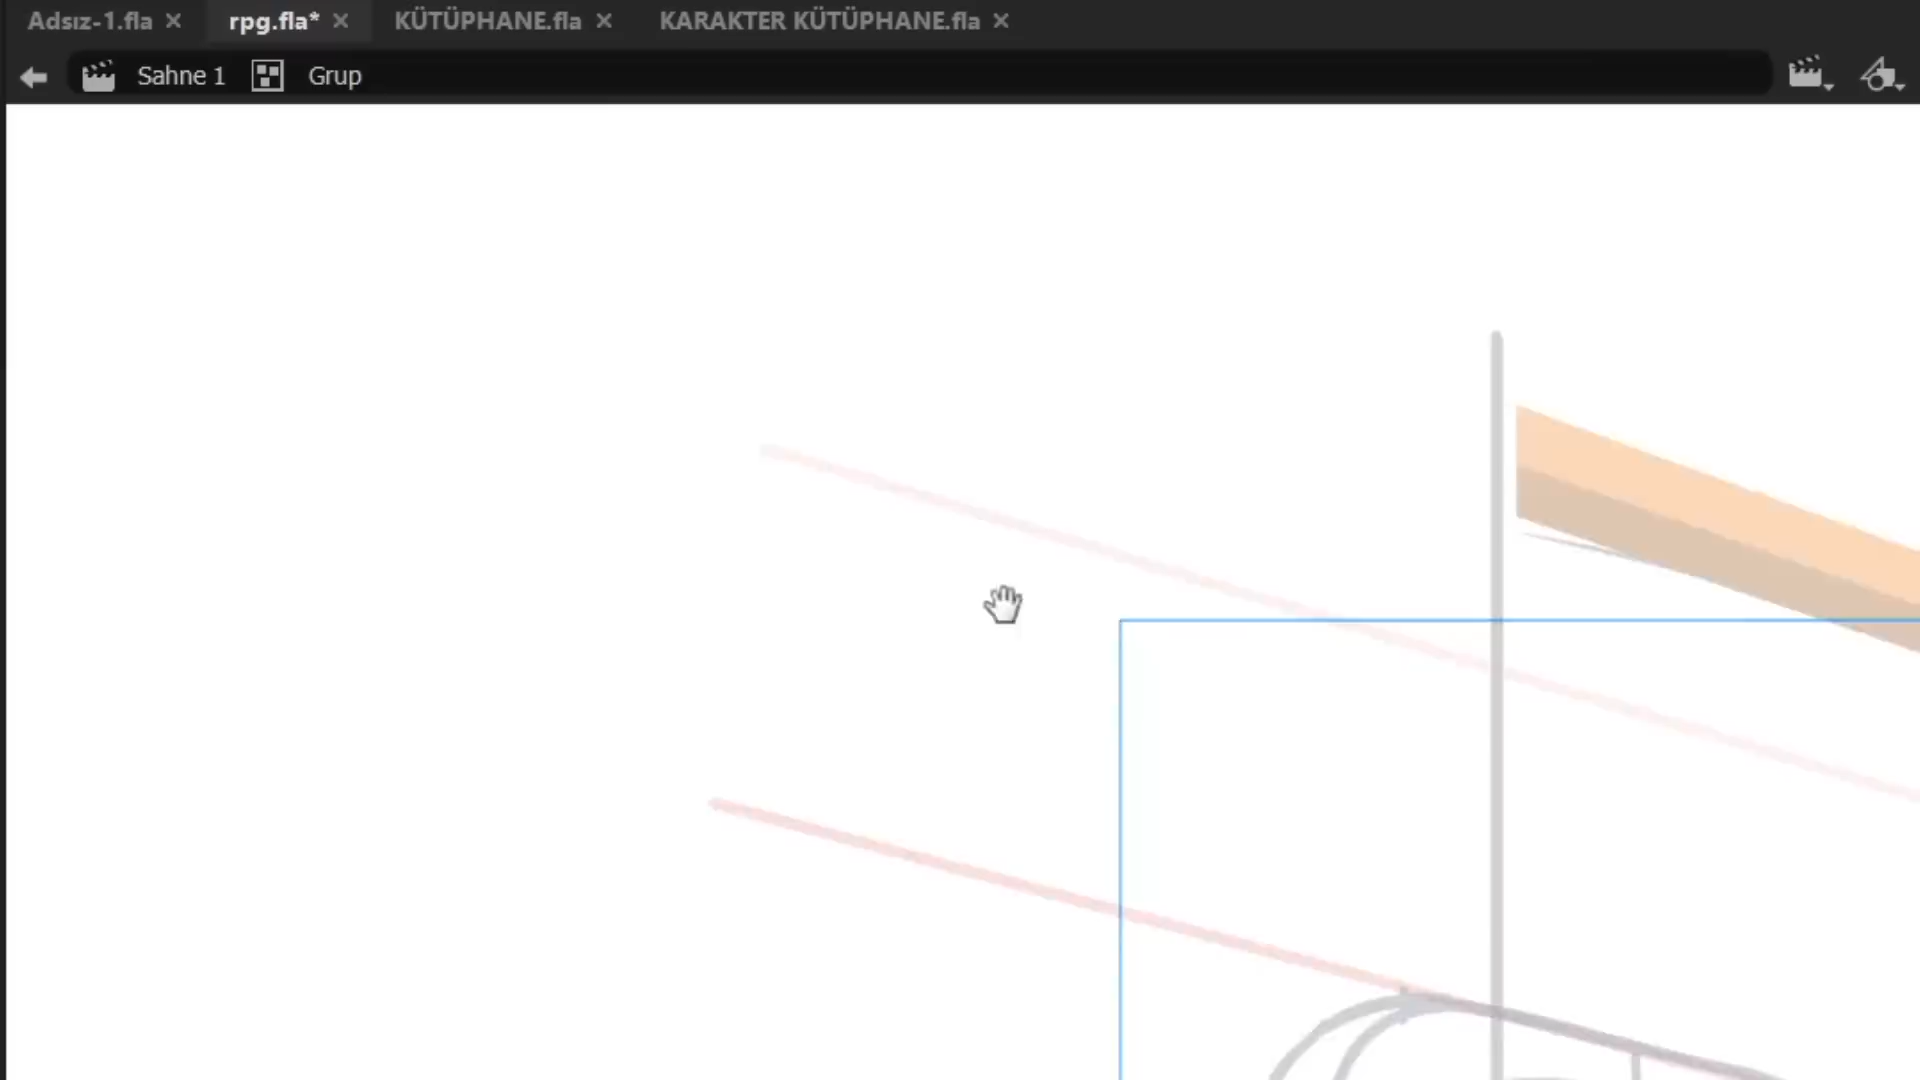 Adsız-1.fla × rpg.fla* × KÜTÜPHANE.fla × KARAKTER KÜTÜPHANE.fla ×
Sahne 1 Grup